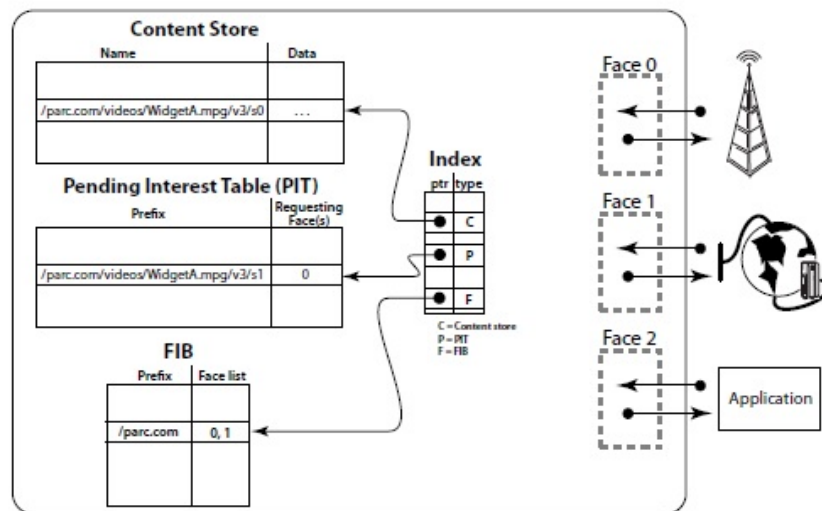 Content Store
Name Data
/parc.com/videos/WidgetA.mpg/v3/s0 ...
Pending Interest Table (PIT)
Prefix Requesting
Face(s)
/parc.com/videos/WidgetA.mpg/v3/s1 0
FIB
Prefix Face list
/parc.com 0, 1
Index
ptr type
C
P
F
C = Content store
P = PIT
F = FIB
Face 0
Face 1
Face 2
Application